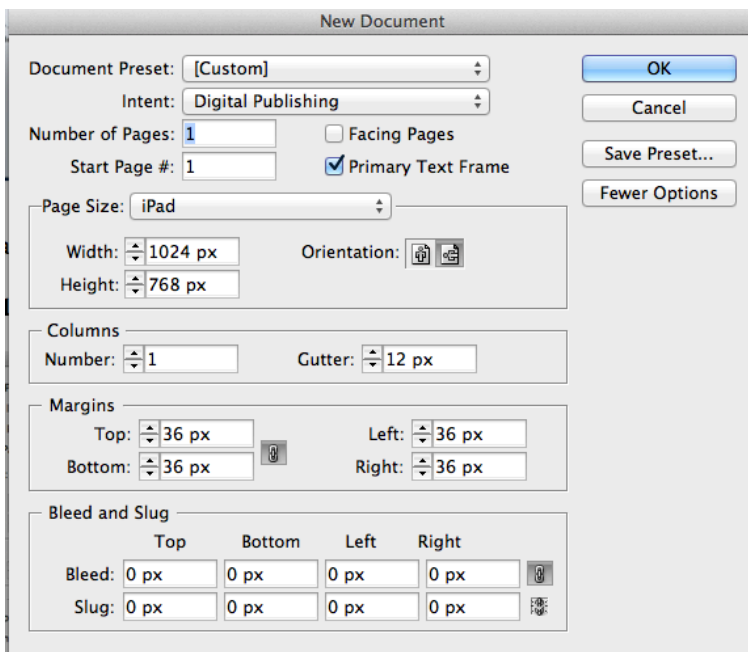 New Document
Document Preset: [Custom]
OK
Intent: Digital Publishing
Cancel
Number of Pages: 1
Facing Pages
Save Preset...
Start Page #: 1
Primary Text Frame
Fewer Options
Page Size: iPad
Width: 1024 px
Orientation:
Height: 768 px
Columns
Number: 1
Gutter: 12 px
Margins
Top: 36 px
Left: 36 px
Bottom: 36 px
Right: 36 px
Bleed and Slug
Top Bottom Left Right
Bleed: 0 px 0 px 0 px 0 px
Slug: 0 px 0 px 0 px 0 px